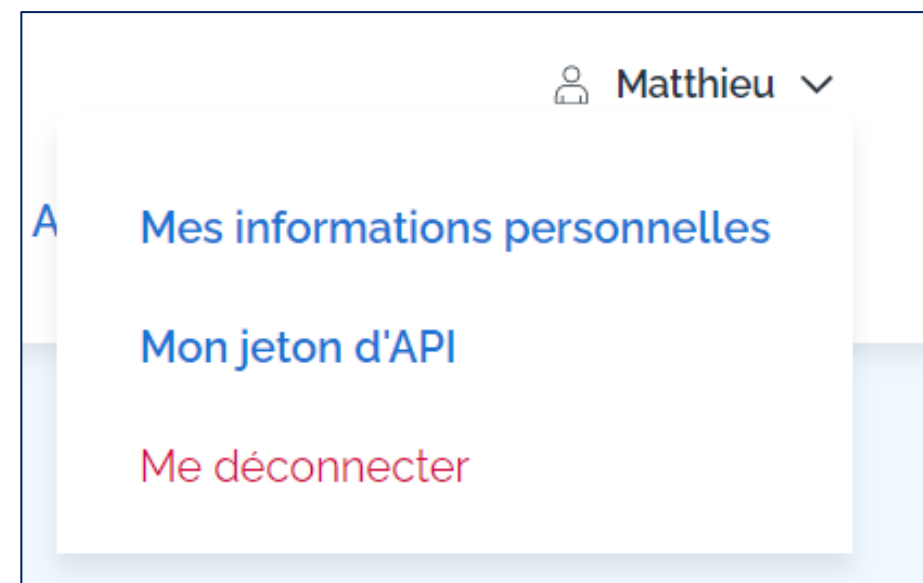 Matthieu
A
Mes informations personnelles
Mon jeton d'API
Me déconnecter